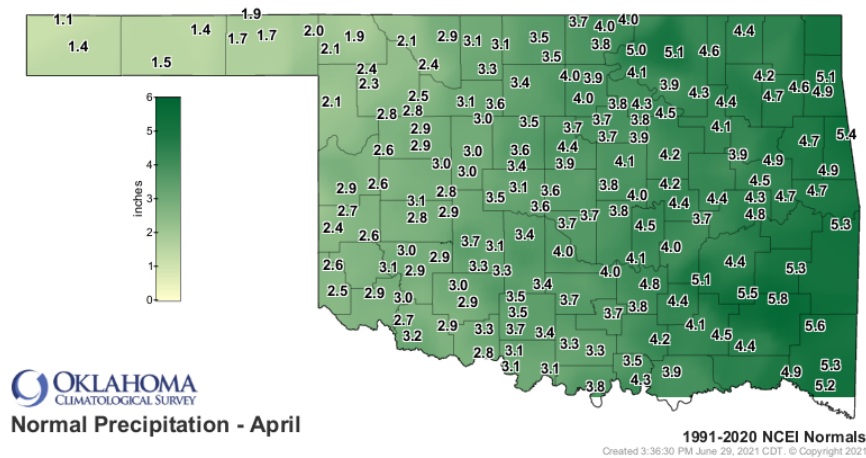 1.9
3.7 4.0 4.0
1.1 1.4 2.0 1.9 4.4
1.4 1.7 1.7 2.1 2.1 2.9 3.1 3.1 3.5 3.8 5.0 5.1 4.6
1.5 2.4 2.4 3.3 3.5 4.1
2.3 3.4 4.0 3.9 3.9 4.2 5.1
2.1 2.5 3.1 3.6 4.0 3.8 4.3 4.3 4.4 4.7 4.6 4.9
2.8 2.8 3.0 3.5 3.7 3.8 4.5
2.9 3.7 3.7 3.9 4.1 5.4
2.6 2.9 3.0 3.6 4.4 4.2 3.9 4.7
3.0 3.0 3.4 3.9 4.1 4.9 4.9
2.9 2.6 2.8 3.1 3.6 3.8 4.2 4.5 4.7
3.1 3.5 4.0 4.4 4.4 4.3 4.7
2.7 2.8 2.9 3.6 3.7 3.7 3.8 3.7 4.8
2.4 2.6 3.4 4.5 5.3
3.0 3.7 3.1 4.0 4.0
2.6 3.1 2.9 2.9 3.3 3.3 4.0 4.1 4.4 5.3
2.5 2.9 3.0 3.0 3.4 4.8 5.1
2.9 3.5 3.7 3.8 4.4 5.5 5.8
2.7 3.5 3.7
3.2 2.9 3.3 3.7 3.4 4.2 4.1 4.5 5.6
2.8 3.1 3.3 3.3 4.4
3.1 3.1 3.5 3.9 4.9 5.3
3.8 4.3 5.2
6
5
4
3
2
1
0
inches
OKLAHOMA
CLIMATOLOGICAL SURVEY
Normal Precipitation - April
1991-2020 NCEI Normals
Created 3:36:30 PM June 29, 2021 CDT. © Copyright 2021